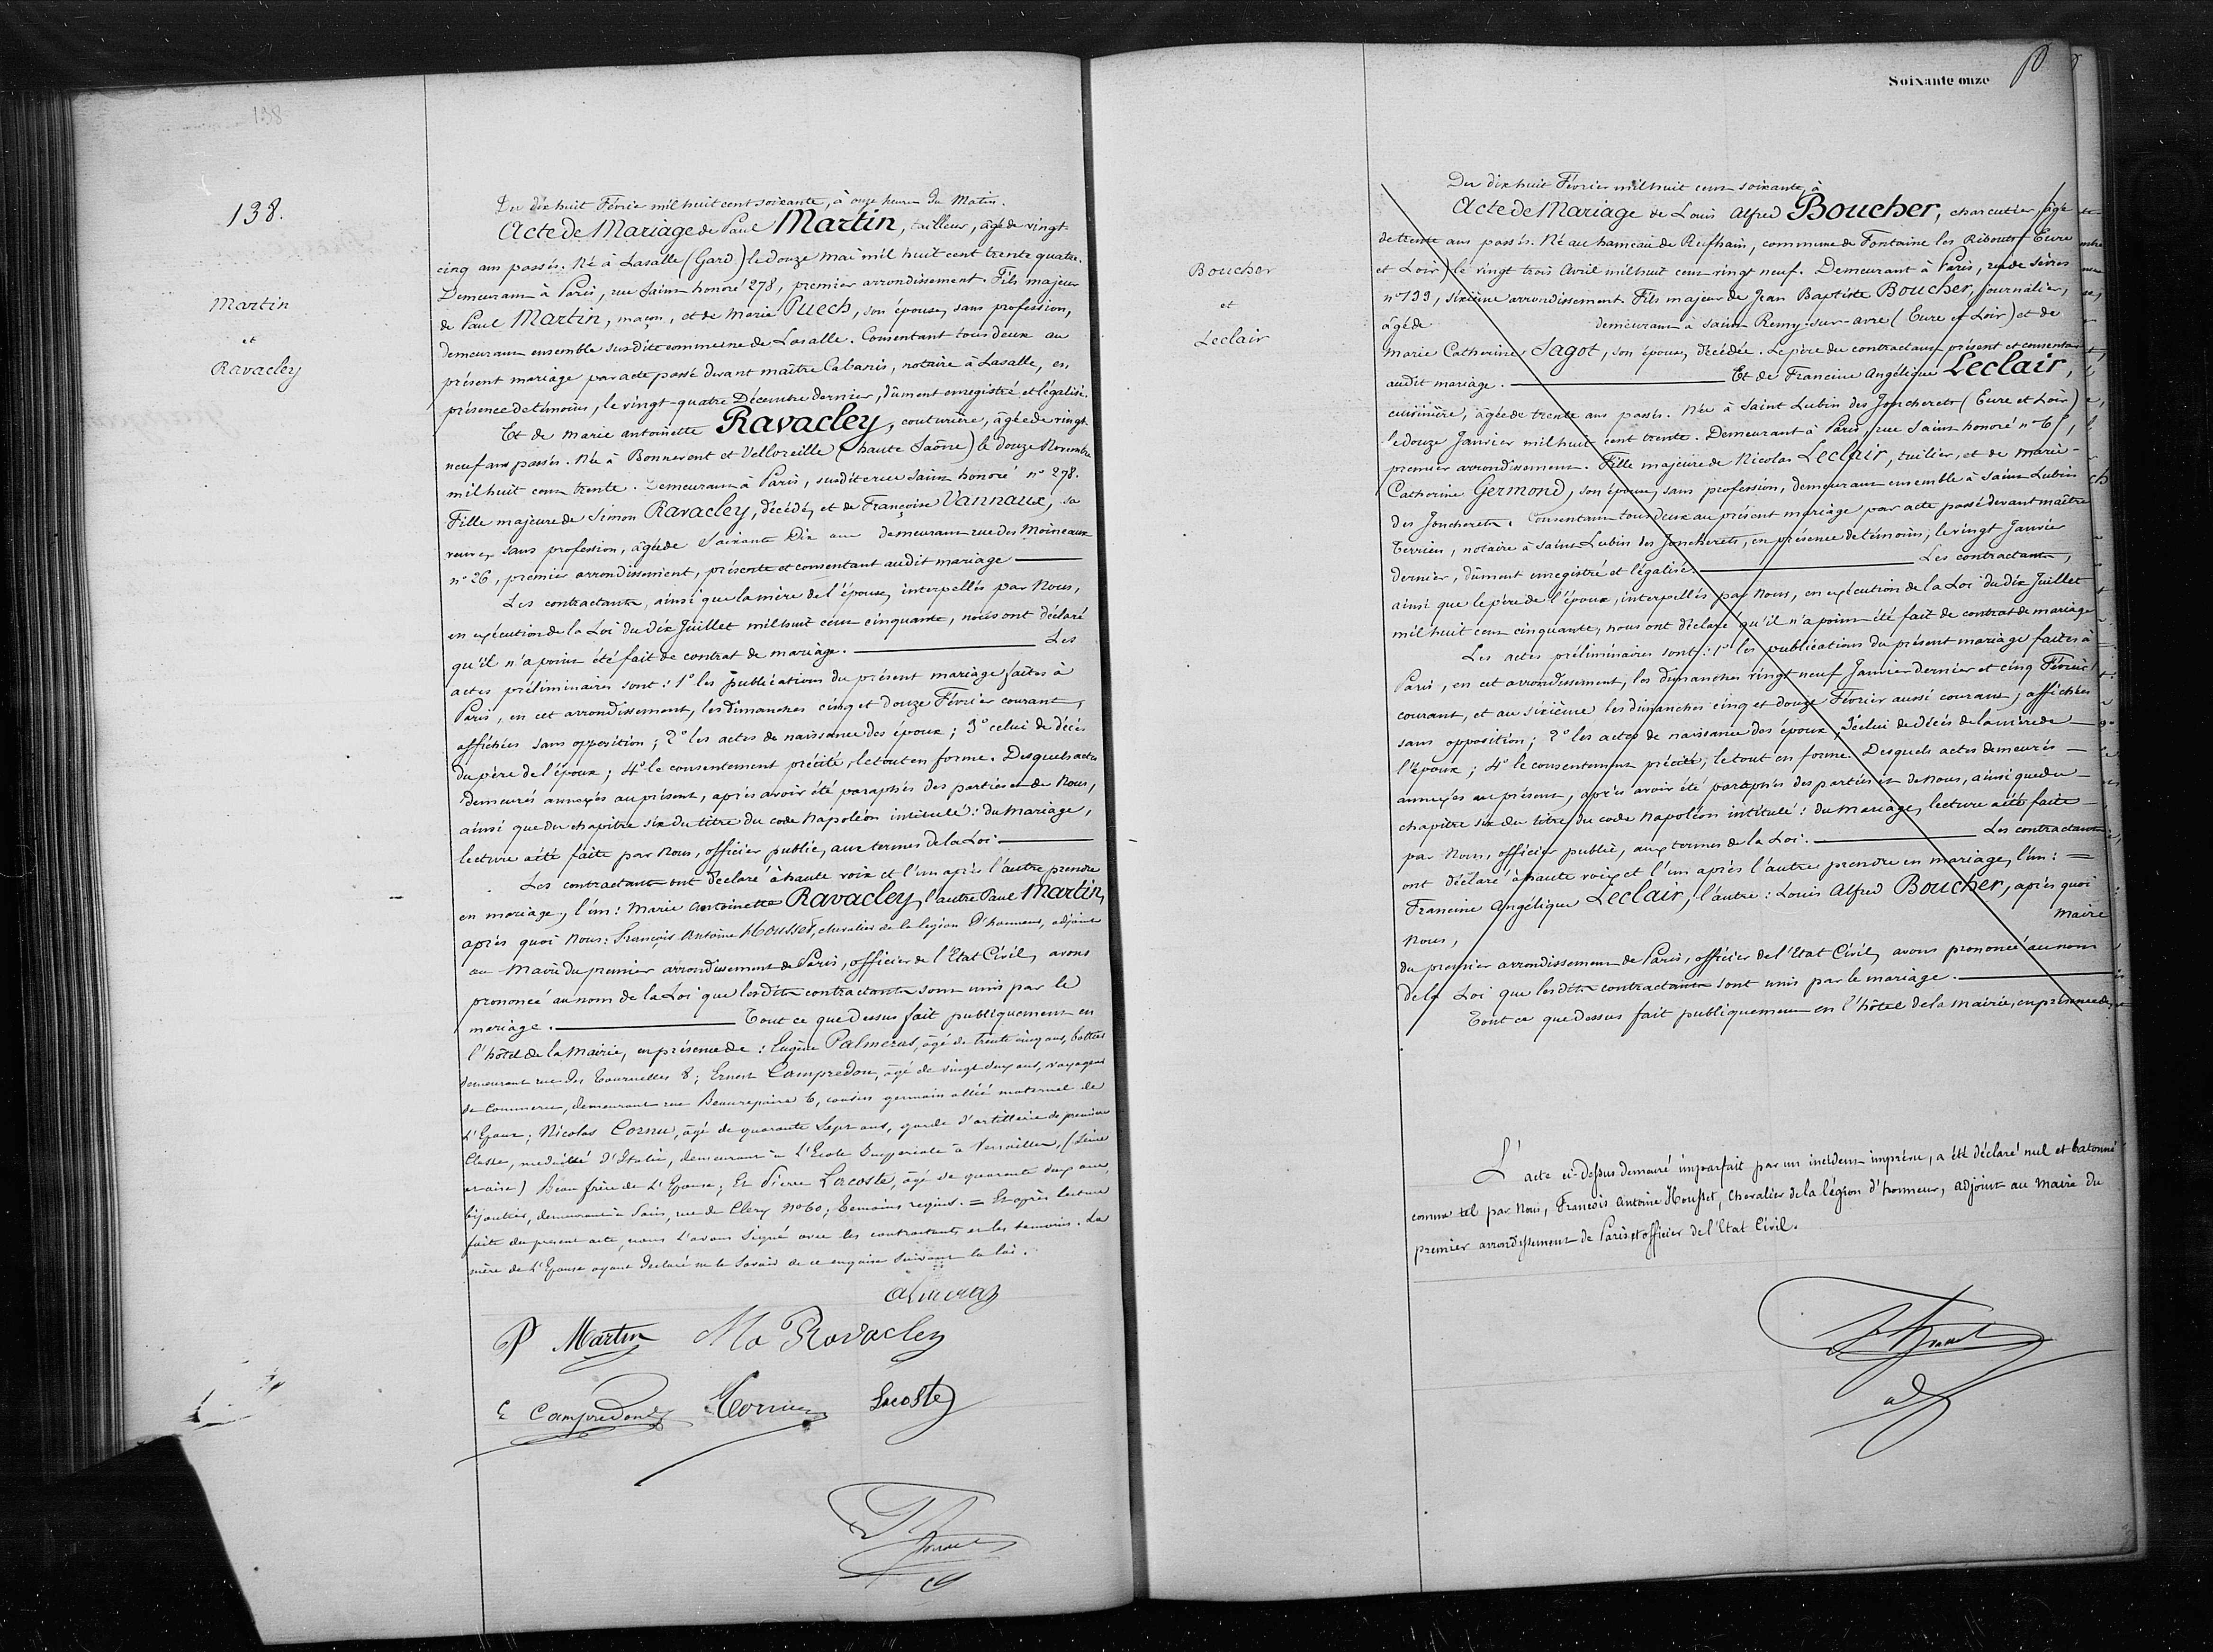 138.
Martin
et
Ravacley
Du dix huit Février mil huit cent soixante, à onze heures du Matin.
Acte de Mariage de Paul Martin, tailleur, âgé de vingt
cinq ans passés. Né à Lasalle (Gard) le douze Mai mil huit cent trente quatre.
Demeurant à Paris, rue Saint honoré 278, premier arrondissement. Fils majeur
de Paul Martin, maçon, et de Marie Puech, son épouse, sans profession,
demeurant ensemble susdite commune de Lasalle. Consentant tous deux au
présent mariage par acte passé devant maître Cabanis, notaire à Lasalle, en
présence de témoins, le vingt-quatre Décembre dernier, dûment enregistré et légalisé.
Et de Marie antoinette Ravacley, couturière, âgée de vingt
neuf ans passés. Née à Bonnevent et Velloreille (haute Saône) le douze Novembre
mil huit cent trente. Demeurant à Paris, susdite rue Saint honoré n° 278.
Fille majeure de Simon Ravacley, décédé, et de Françoise Vannaux, sa
veuve, sans profession, âgée de Soixante Dix ans demeurant rue des Moineaux
n° 26, premier arrondissement, présente et consentant audit mariage
Les contractants, ainsi que la mère de l'épouse, interpellés par Nous,
en exécution de la Loi du dix Juillet mil huit cent cinquante, nous ont déclaré
qu'il n'a point été fait de contrat de mariage. Les
actes préliminaires sont : 1° les publications du présent mariage faites à
Paris, en cet arrondissement, les dimanches cinq et douze Février courant,
affichées sans opposition ; 2° les actes de naissance des époux ; 3° celui de décès
du père de l'épouse ; 4° le consentement précité, le tout en forme. Desquels actes
demeurés annexés au présent, après avoir été paraphés des parties et de Nous,
ainsi que du chapitre six du titre du code Napoléon intitulé : du Mariage,
lecture a été faite par Nous, officier public, aux termes de la Loi.
Les contractants ont déclaré à haute voix et l'un après l'autre prendre
en mariage, l'un : Marie Antoinette Ravacley, l'autre Paul Martin,
après quoi Nous : François Antoine Housset, chevalier de la légion d'honneur, adjoint
au Maire du premier arrondissement de Paris, officier de l'Etat Civil, avons
prononcé au nom de la Loi que lesdits contractants sont unis par le
mariage. Tout ce que dessus fait publiquement en
l'hôtel de la Mairie, en présence de : Eugène Palmeras, âgé de trente cinq ans, bottier
demeurant rue des Tournelles 8 ; Ernest Campredon, âgé de vingt deux ans, voyageur
de Commerce, demeurant rue Beaurepaire 6, cousin germain allié maternel de
L'Epoux ; Nicolas Cornu, âgé de quarante Sept ans, garde d'artillerie de première
Classe, médaillé d'Italie, demeurant à L'Ecole Impériale à Versailles, (Seine
et oise) Beau frère de L'Epouse ; Et Pierre Lacoste, âgé de quarante deux ans,
bijoutier, demeurant à Paris, rue de Clery N° 60 ; témoins requis. = Et après lecture
faite du présent acte, nous l'avons Signé avec les contractants et les témoins. La
mère de L'Epouse ayant déclaré ne le Savoir de ce enquise Suivant la loi.
P Martin Ma Ravacley
E Campredon Cornu Lacoste
Soixante onze
Boucher
et
Leclair
Du dix huit Février mil huit cent soixante, à
Acte de Mariage de Louis Alfred Boucher, charcutier, âgé
de trente ans passés. Né au hameau de Rufhain, commune de Fontaine les Ribouts (Eure
et Loir) le vingt trois Avril mil huit cent vingt neuf. Demeurant à Paris, rue de Sèvres
n° 133, sixième arrondissement. Fils majeur de Jean Baptiste Boucher, journalier,
âgé de demeurant à Saint Remy-sur-avre (Eure et Loir) et de
Marie Catherine Sagot, son épouse, décédée. Le père du contractant présent et consentant
audit mariage. Et de Francine Angélique Leclair,
cuisinière, âgée de trente ans passés. Née à Saint Lubin des Joncherets (Eure et Loir)
le douze Janvier mil huit cent trente. Demeurant à Paris, rue Saint honoré
premier arrondissement. Fille majeure de Nicolas Leclair, tuilier, et de Marie-
Catherine Germond, son épouse, sans profession, demeurant ensemble à Saint Lubin
des Joncherets. Consentant tous deux au présent mariage par acte passé devant maître
Terrien, notaire à Saint Lubin des Joncherets, en présence de témoins, le vingt Janvier
dernier, dûment enregistré et légalisé. Les contractants,
ainsi que le père de l'époux, interpellés par Nous, en exécution de la Loi du dix Juillet
mil huit cent cinquante, nous ont déclaré qu'il n'a point été fait de contrat de mariage
Les actes préliminaires sont : 1° les publications du présent mariage faites à
Paris, en cet arrondissement, les dimanches vingt neuf Janvier dernier et cinq Février
courant, et au sixième les dimanches cinq et douze Février aussi courant, affichées
sans opposition ; 2° les actes de naissance des époux ; 3° celui de décès de la mère de
l'époux ; 4° le consentement précité, le tout en forme. Desquels actes demeurés
annexés au présent, après avoir été paraphés des parties et de Nous, ainsi que du
chapitre six du titre du code Napoléon intitulé : du Mariage, lecture a été faite
par Nous, officier public, aux termes de la Loi. Les contractants
ont déclaré à haute voix et l'un après l'autre prendre en mariage, l'un : =
Francine Angélique Leclair, l'autre : Louis Alfred Boucher, après quoi
Nous, Maire
du premier arrondissement de Paris, officier de l'Etat Civil, avons prononcé au nom
de la Loi que lesdits contractants sont unis par le mariage.
Tout ce que dessus fait publiquement en l'hôtel de la Mairie, en présence de
L'acte ci-dessus demeuré imparfait par un incident imprévu, a été déclaré nul et batonné
comme tel par Nous, François Antoine Housset, Chevalier de la légion d'honneur, adjoint au Maire du
premier arrondissement de Paris et officier de l'Etat Civil.